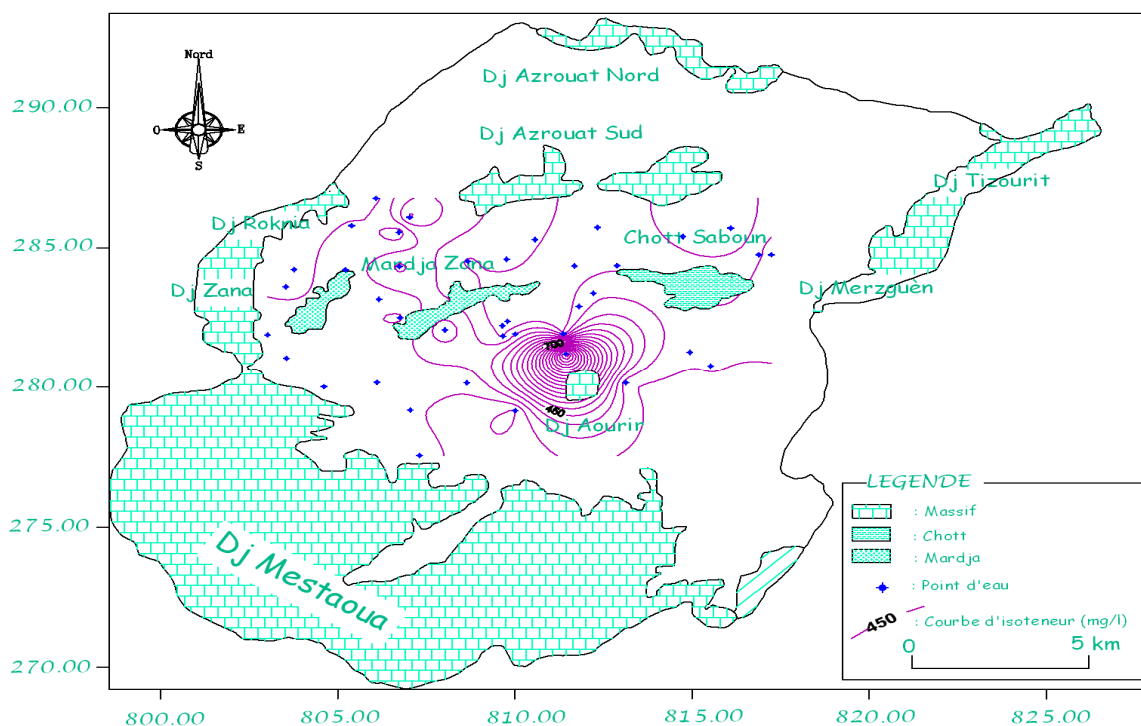 Nord
O
E
S
Dj Azrouat Nord
Dj Azrouat Sud
Dj Tizourit
Dj Roknia
Chott Saboun
Mardja Zana
Dj Zana
Dj Merzguèn
700
450
Dj Aourir
Dj Mestaoua
290.00
285.00
280.00
275.00
270.00
800.00
805.00
810.00
815.00
820.00
825.00
LEGENDE
: Massif
: Chott
: Mardja
: Point d'eau
450 : Courbe d'isoteneur (mg/l)
0 5 km